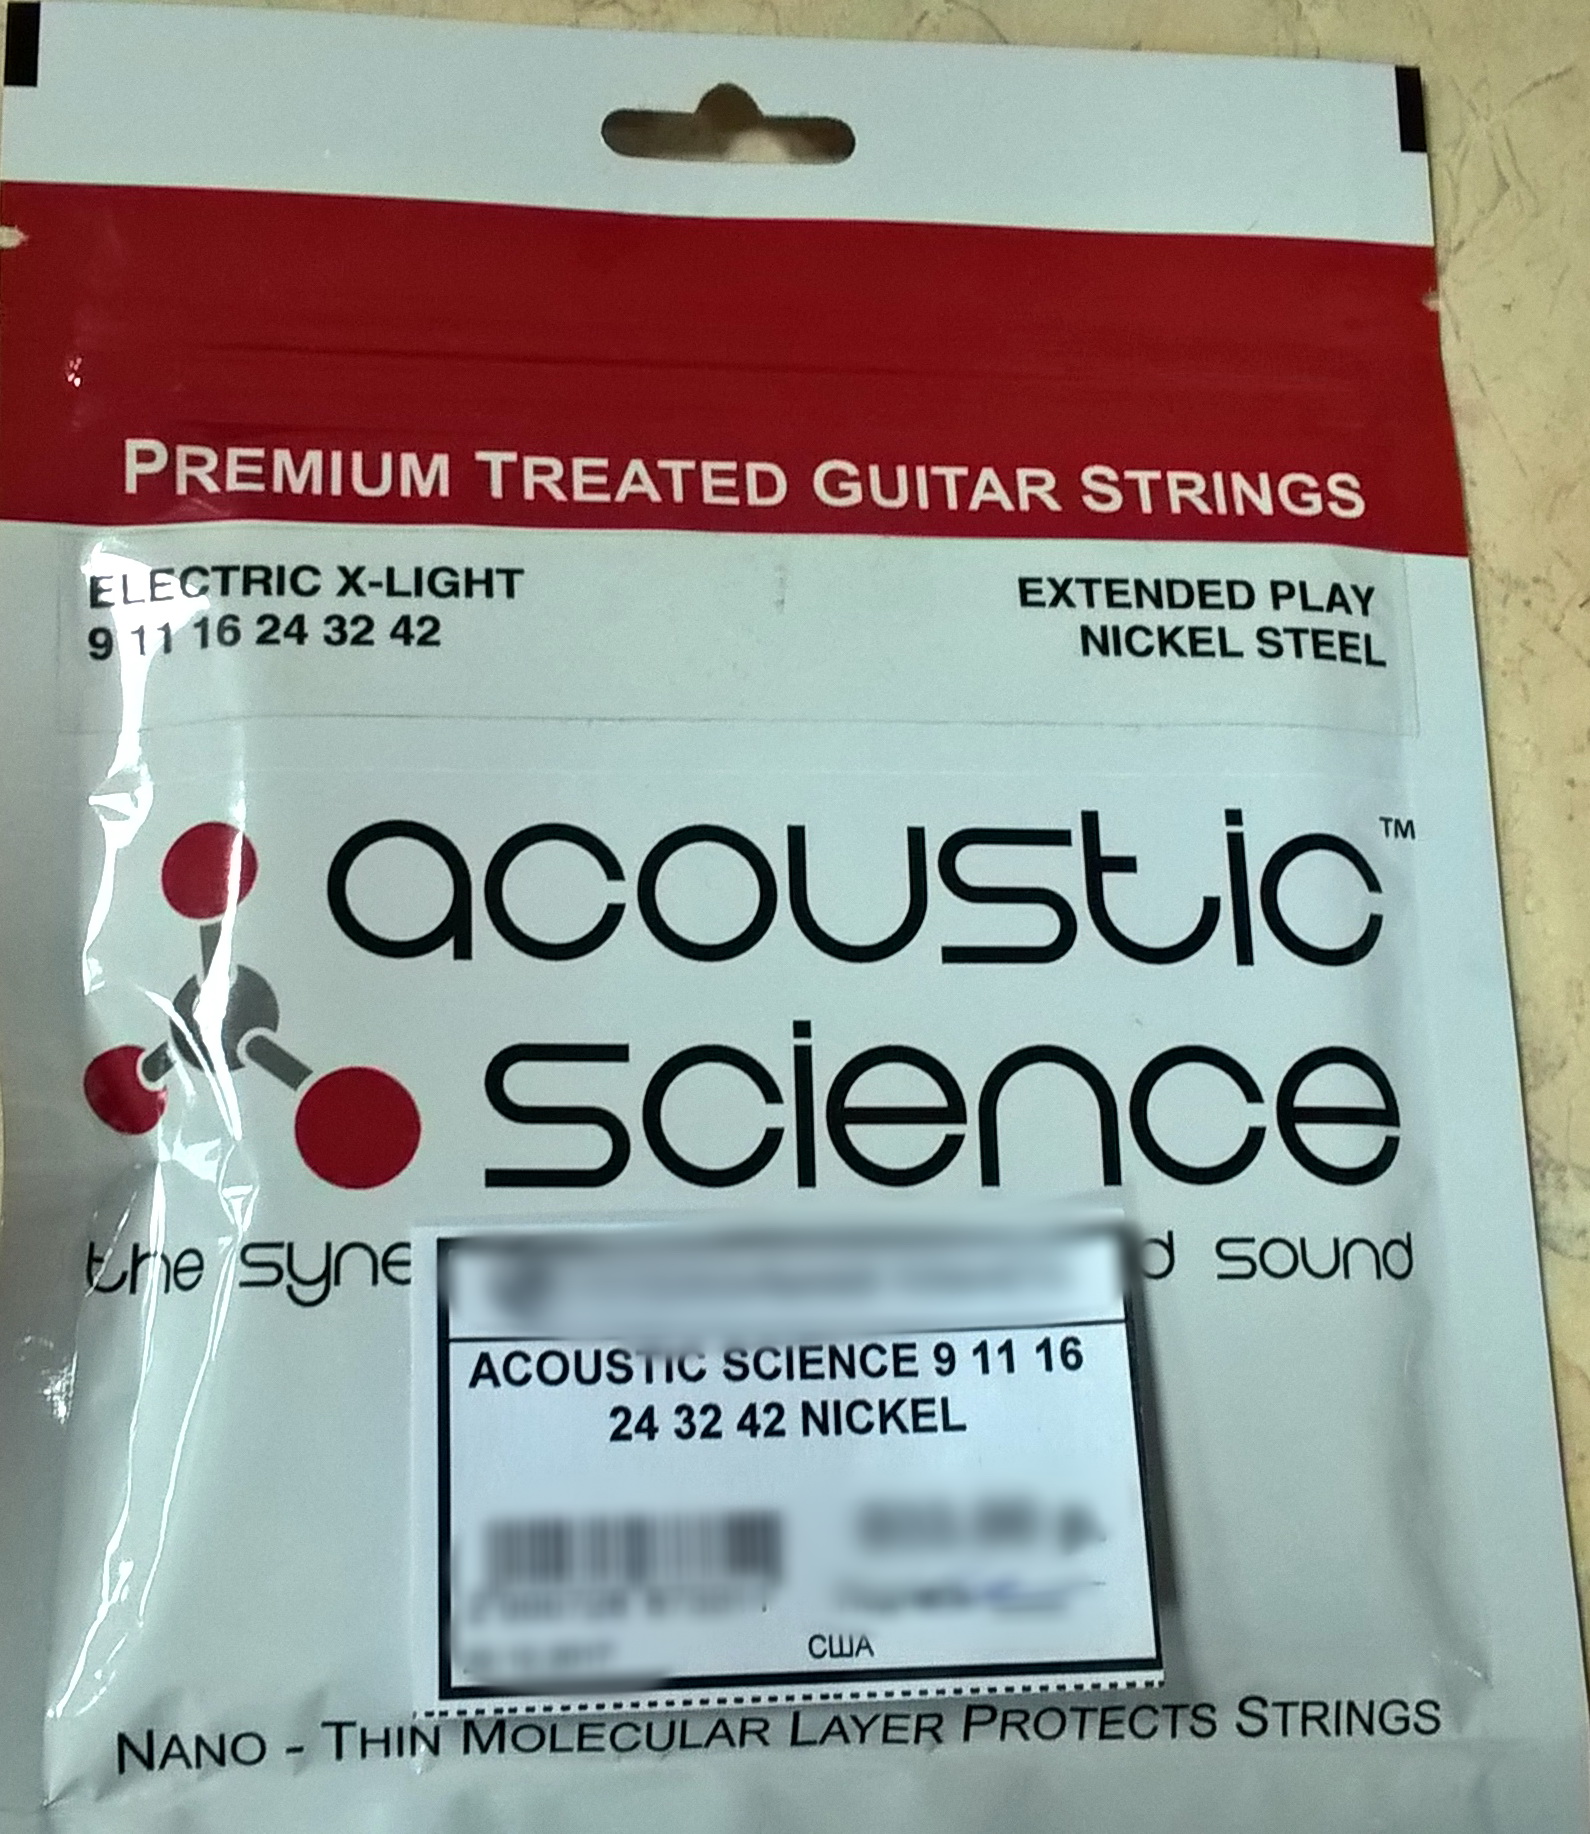 PREMIUM TREATED GUITAR STRINGS
ELECTRIC X-LIGHT
9 11 16 24 32 42
EXTENDED PLAY
NICKEL STEEL
acoustic™
science
the sound
ACOUSTIC SCIENCE 9 11 16
24 32 42 NICKEL
США
NANO - THIN MOLECULAR LAYER PROTECTS STRINGS